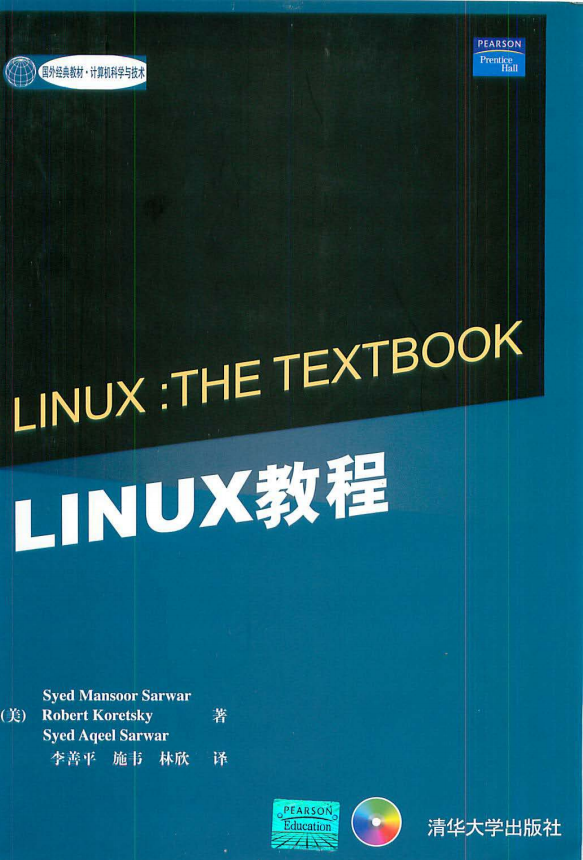 国外经典教材·计算机科学与技术
PEARSON
Prentice
Hall
LINUX :THE TEXTBOOK
LINUX教程
Syed Mansoor Sarwar
(美) Robert Koretsky 著
Syed Aqeel Sarwar
李善平 施韦 林欣 译
PEARSON
Education
清华大学出版社